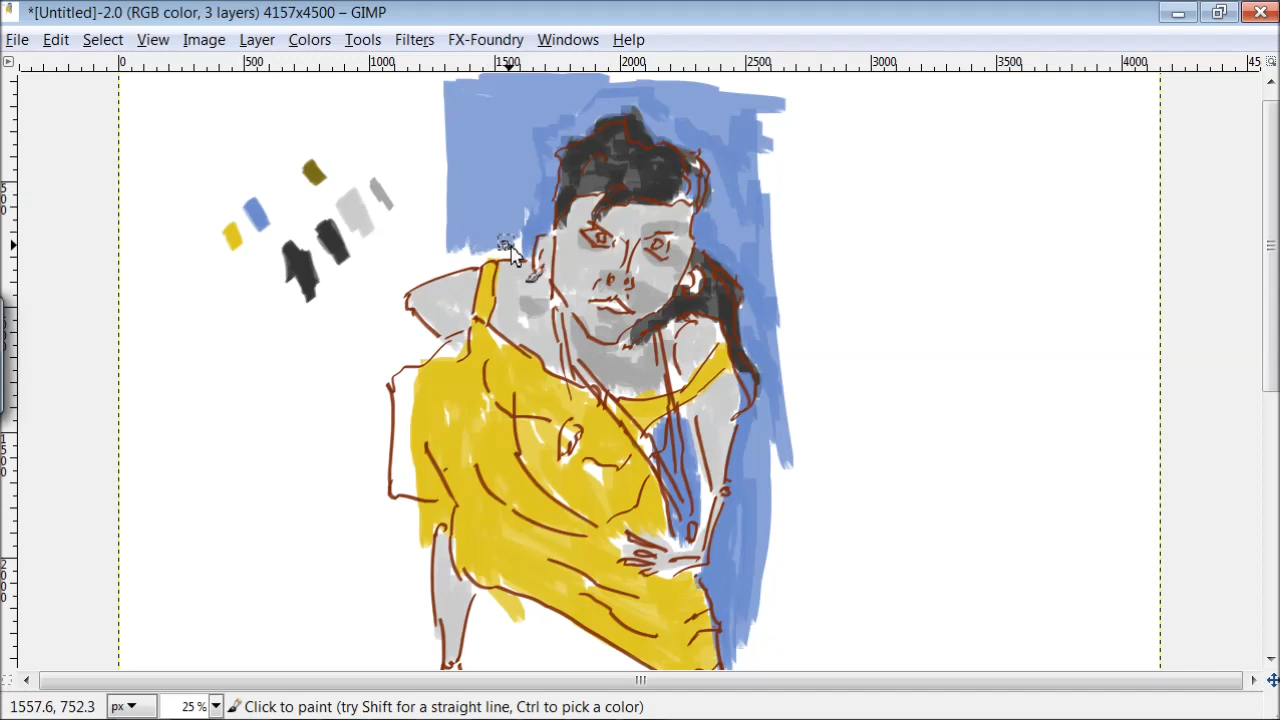 *[Untitled]-2.0 (RGB color, 3 layers) 4157x4500 – GIMP
File Edit Select View Image Layer Colors Tools Filters FX-Foundry Windows Help
0 500 1000 1500 2000 2500 3000 3500 4000 45
1557.6, 752.3 px 25 % Click to paint (try Shift for a straight line, Ctrl to pick a color)